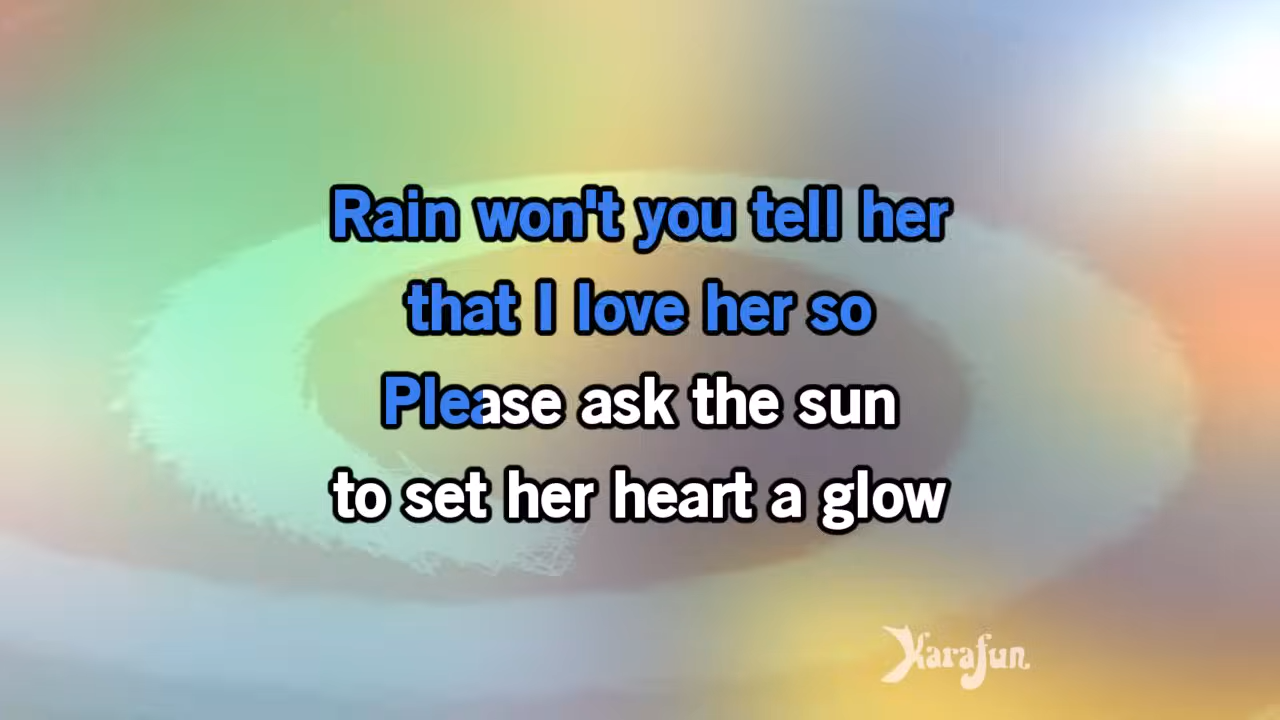 Rain won't you tell her
that I love her so
Please ask the sun
to set her heart a glow
Karafun